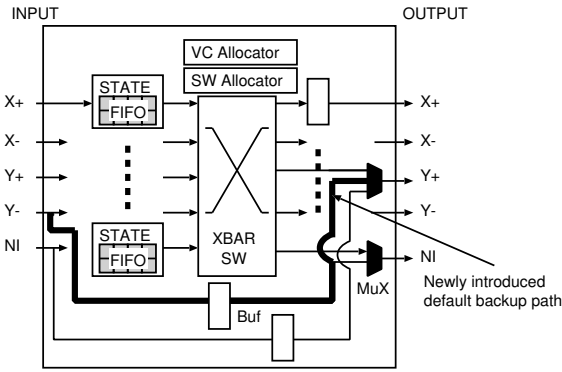 INPUT
OUTPUT
VC Allocator
SW Allocator
STATE
FIFO
X+
X+
X-
X-
Y+
Y+
Y-
Y-
STATE
FIFO
XBAR
SW
NI
NI
MuX
Buf
Newly introduced
default backup path